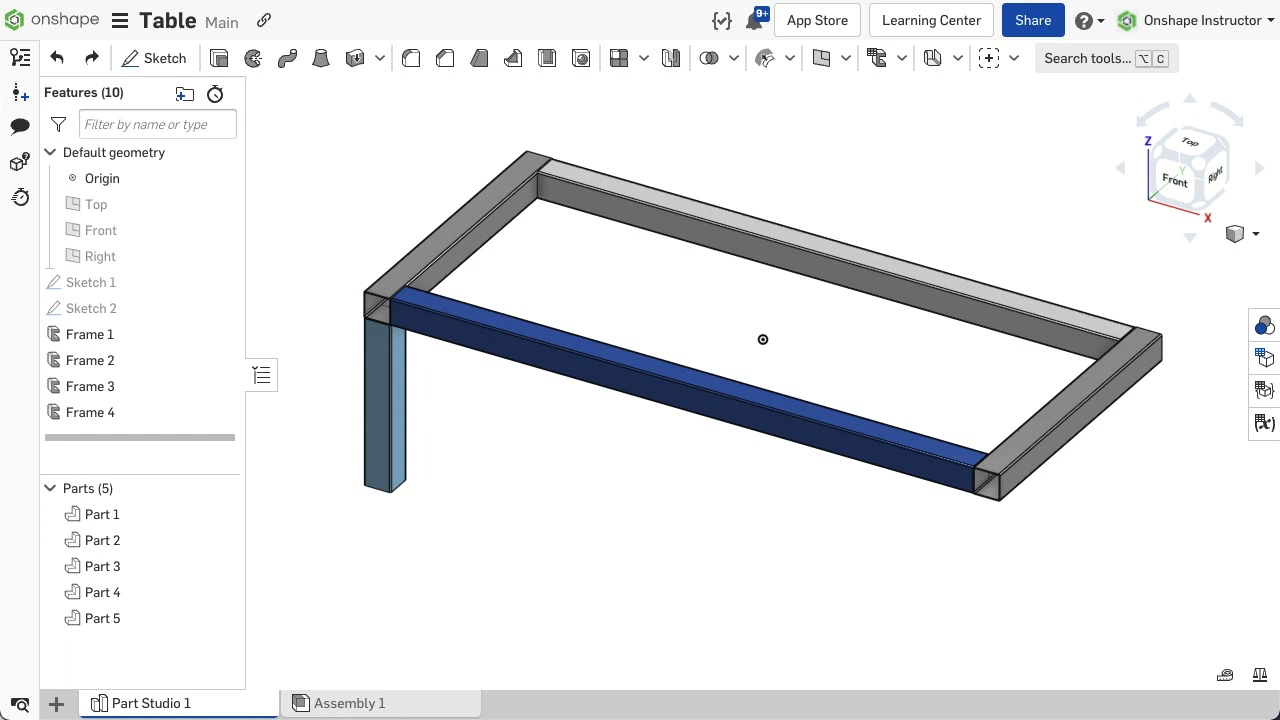 onshape Table Main
9+
App Store
Learning Center
Share
Onshape Instructor
Sketch
Search tools... ⌥ C
Features (10)
Filter by name or type
Default geometry
Origin
Top
Front
Right
Sketch 1
Sketch 2
Frame 1
Frame 2
Frame 3
Frame 4
Parts (5)
Part 1
Part 2
Part 3
Part 4
Part 5
Z
Top
Y
Front
Right
X
(x)
Part Studio 1
Assembly 1